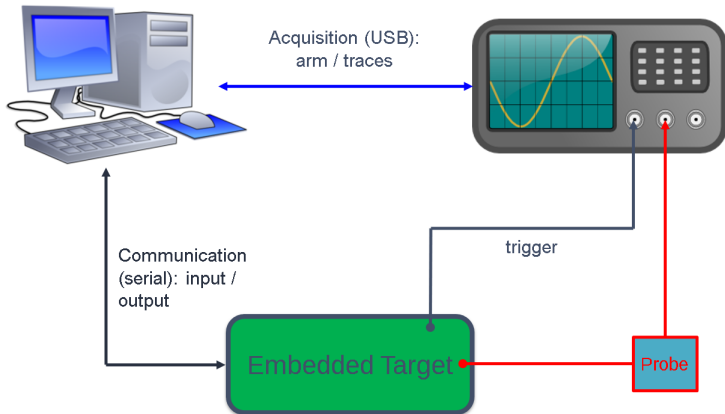 Acquisition (USB):
arm / traces
trigger
Communication
(serial): input /
output
Embedded Target
Probe